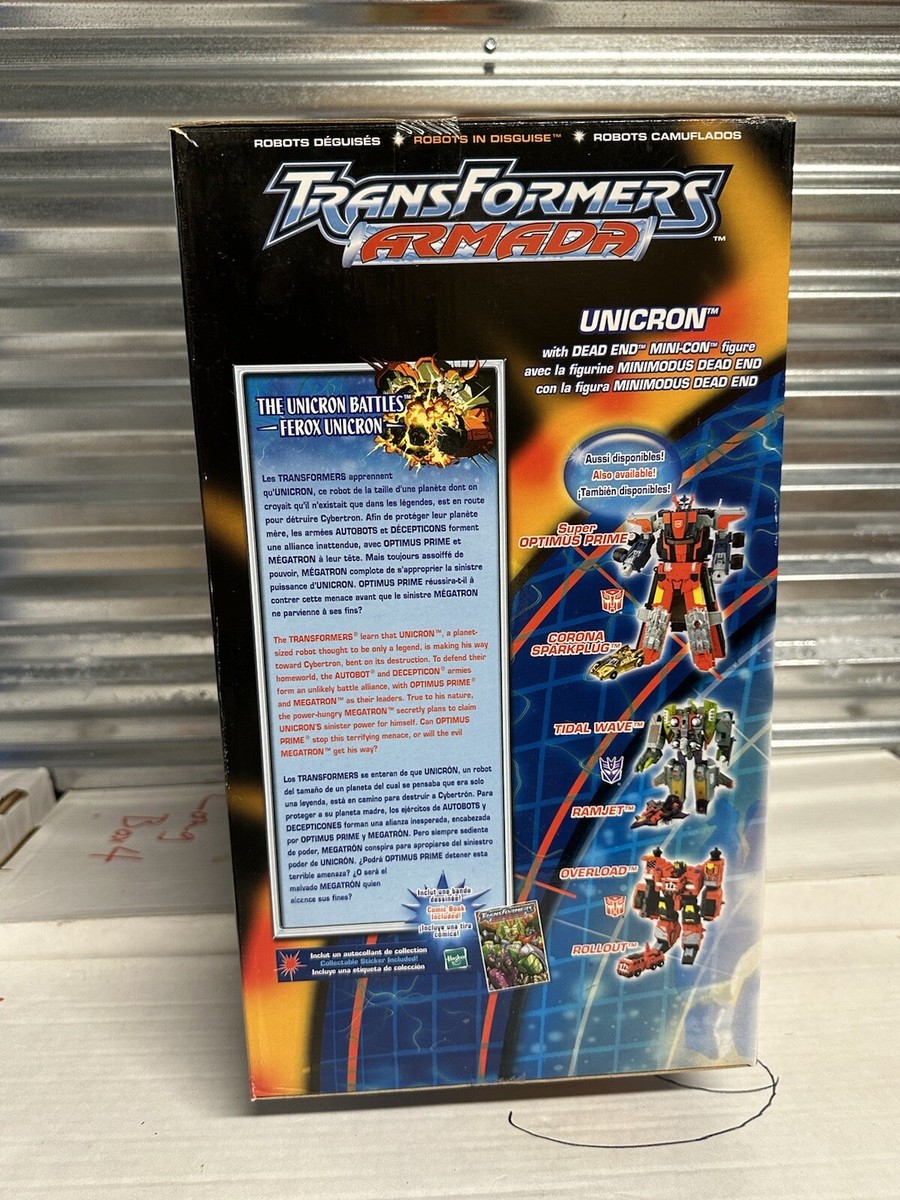 ROBOTS DÉGUISÉS ROBOTS IN DISGUISE™ ROBOTS CAMUFLADOS
TRANSFORMERS
ARMADA™
UNICRON™
with DEAD END™ MINI-CON™ figure
avec la figurine MINIMODUS DEAD END
con la figura MINIMODUS DEAD END
THE UNICRON BATTLES™
— FEROX UNICRON —
Les TRANSFORMERS apprennent
qu'UNICRON, ce robot de la taille d'une planète dont on
croyait qu'il n'existait que dans les légendes, est en route
pour détruire Cybertron. Afin de protéger leur planète
mère, les armées AUTOBOTS et DÉCEPTICONS forment
une alliance inattendue, avec OPTIMUS PRIME et
MÉGATRON à leur tête. Mais toujours assoiffé de
pouvoir, MÉGATRON complote de s'approprier la sinistre
puissance d'UNICRON. OPTIMUS PRIME réussira-t-il à
contrer cette menace avant que le sinistre MÉGATRON
ne parvienne à ses fins?
The TRANSFORMERS® learn that UNICRON™, a planet-
sized robot thought to be only a legend, is making his way
toward Cybertron, bent on its destruction. To defend their
homeworld, the AUTOBOT® and DECEPTICON® armies
form an unlikely battle alliance, with OPTIMUS PRIME®
and MEGATRON™ as their leaders. True to his nature,
the power-hungry MEGATRON™ secretly plans to claim
UNICRON'S sinister power for himself. Can OPTIMUS
PRIME® stop this terrifying menace, or will the evil
MEGATRON™ get his way?
Los TRANSFORMERS se enteran de que UNICRÓN, un robot
del tamaño de un planeta del cual se pensaba que era solo
una leyenda, está en camino para destruir a Cybertrón. Para
proteger a su planeta madre, los ejércitos de AUTOBOTS y
DECEPTICONES forman una alianza inesperada, encabezada
por OPTIMUS PRIME y MEGATRÓN. Pero siempre sediente
de poder, MEGATRÓN conspira para apropiarse del siniestro
poder de UNICRÓN. ¿Podrá OPTIMUS PRIME detener esta
terrible amenaza? ¿O será el
malvado MEGATRÓN quien
alcance sus fines?
Inclut une bande
dessinée!
Comic Book
Included!
¡Incluye una tira
cómica!
TRANSFORMERS
Inclut un autocollant de collection
Collectable Sticker Included!
Incluye una etiqueta de colección
Hasbro
Aussi disponibles!
Also available!
¡También disponibles!
Super
OPTIMUS PRIME
CORONA
SPARKPLUG™
TIDAL WAVE™
RAMJET™
OVERLOAD™
ROLLOUT™
Box 4